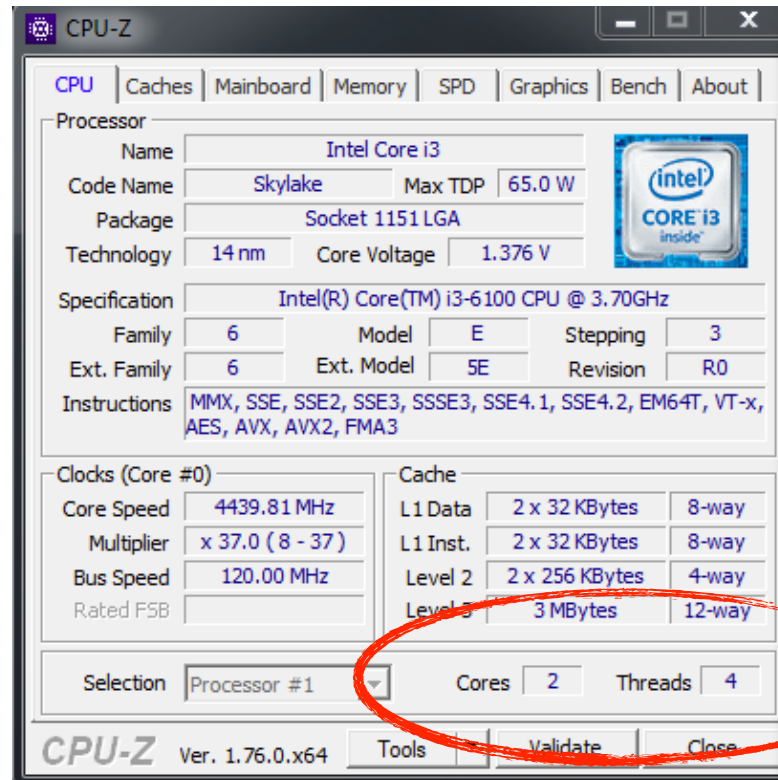 CPU-Z
CPU Caches Mainboard Memory SPD Graphics Bench About
Processor
Name Intel Core i3
Code Name Skylake Max TDP 65.0 W
Package Socket 1151 LGA
Technology 14 nm Core Voltage 1.376 V
intel
CORE i3
inside
Specification Intel(R) Core(TM) i3-6100 CPU @ 3.70GHz
Family 6 Model E Stepping 3
Ext. Family 6 Ext. Model 5E Revision R0
Instructions MMX, SSE, SSE2, SSE3, SSSE3, SSE4.1, SSE4.2, EM64T, VT-x,
AES, AVX, AVX2, FMA3
Clocks (Core #0)
Core Speed 4439.81 MHz
Multiplier x 37.0 ( 8 - 37 )
Bus Speed 120.00 MHz
Rated FSB
Cache
L1 Data 2 x 32 KBytes 8-way
L1 Inst. 2 x 32 KBytes 8-way
Level 2 2 x 256 KBytes 4-way
Level 3 3 MBytes 12-way
Selection Processor #1 Cores 2 Threads 4
CPU-Z Ver. 1.76.0.x64 Tools Validate Close